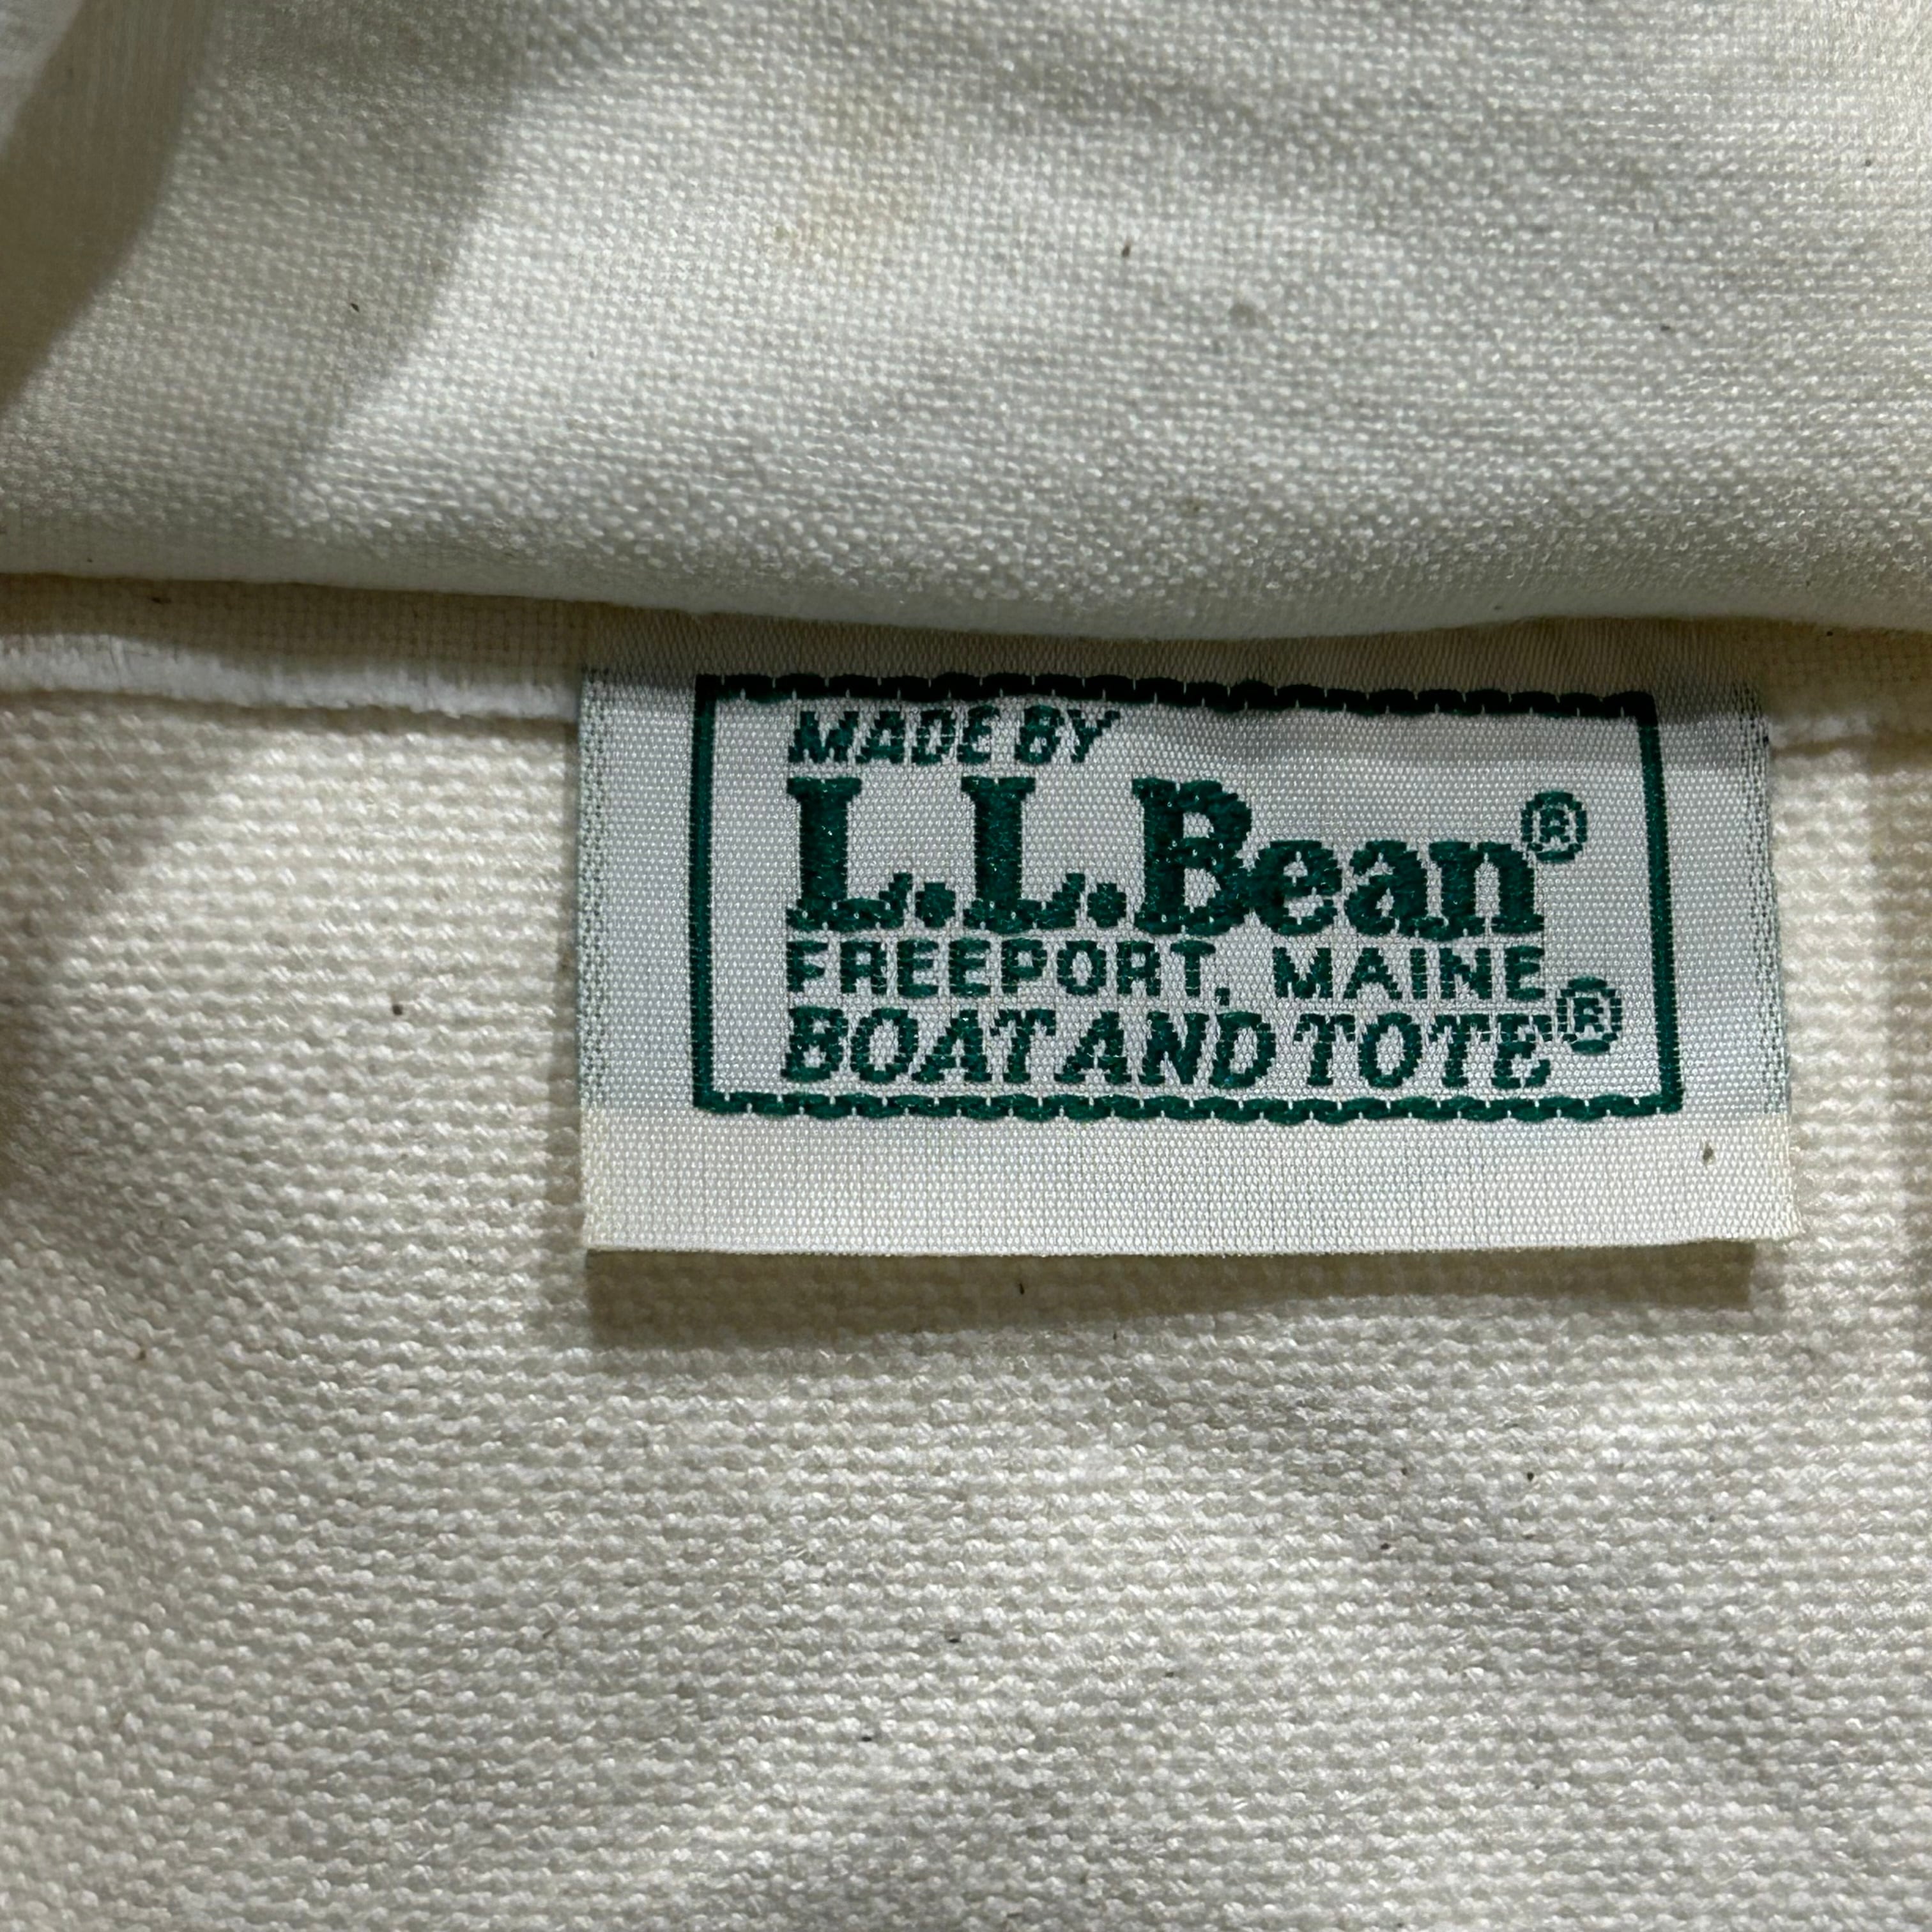 MADE BY
L.L.Bean®
FREEPORT, MAINE
BOAT AND TOTE®